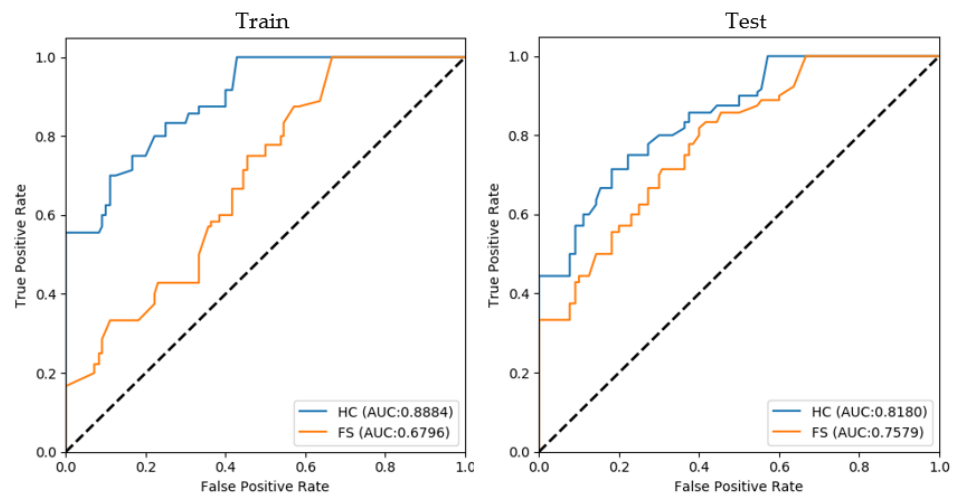 Train
1.0
0.8
0.6
0.4
0.2
0.0
True Positive Rate
0.0 0.2 0.4 0.6 0.8 1.0
False Positive Rate
HC (AUC:0.8884)
FS (AUC:0.6796)
Test
1.0
0.8
0.6
0.4
0.2
0.0
True Positive Rate
0.0 0.2 0.4 0.6 0.8 1.0
False Positive Rate
HC (AUC:0.8180)
FS (AUC:0.7579)